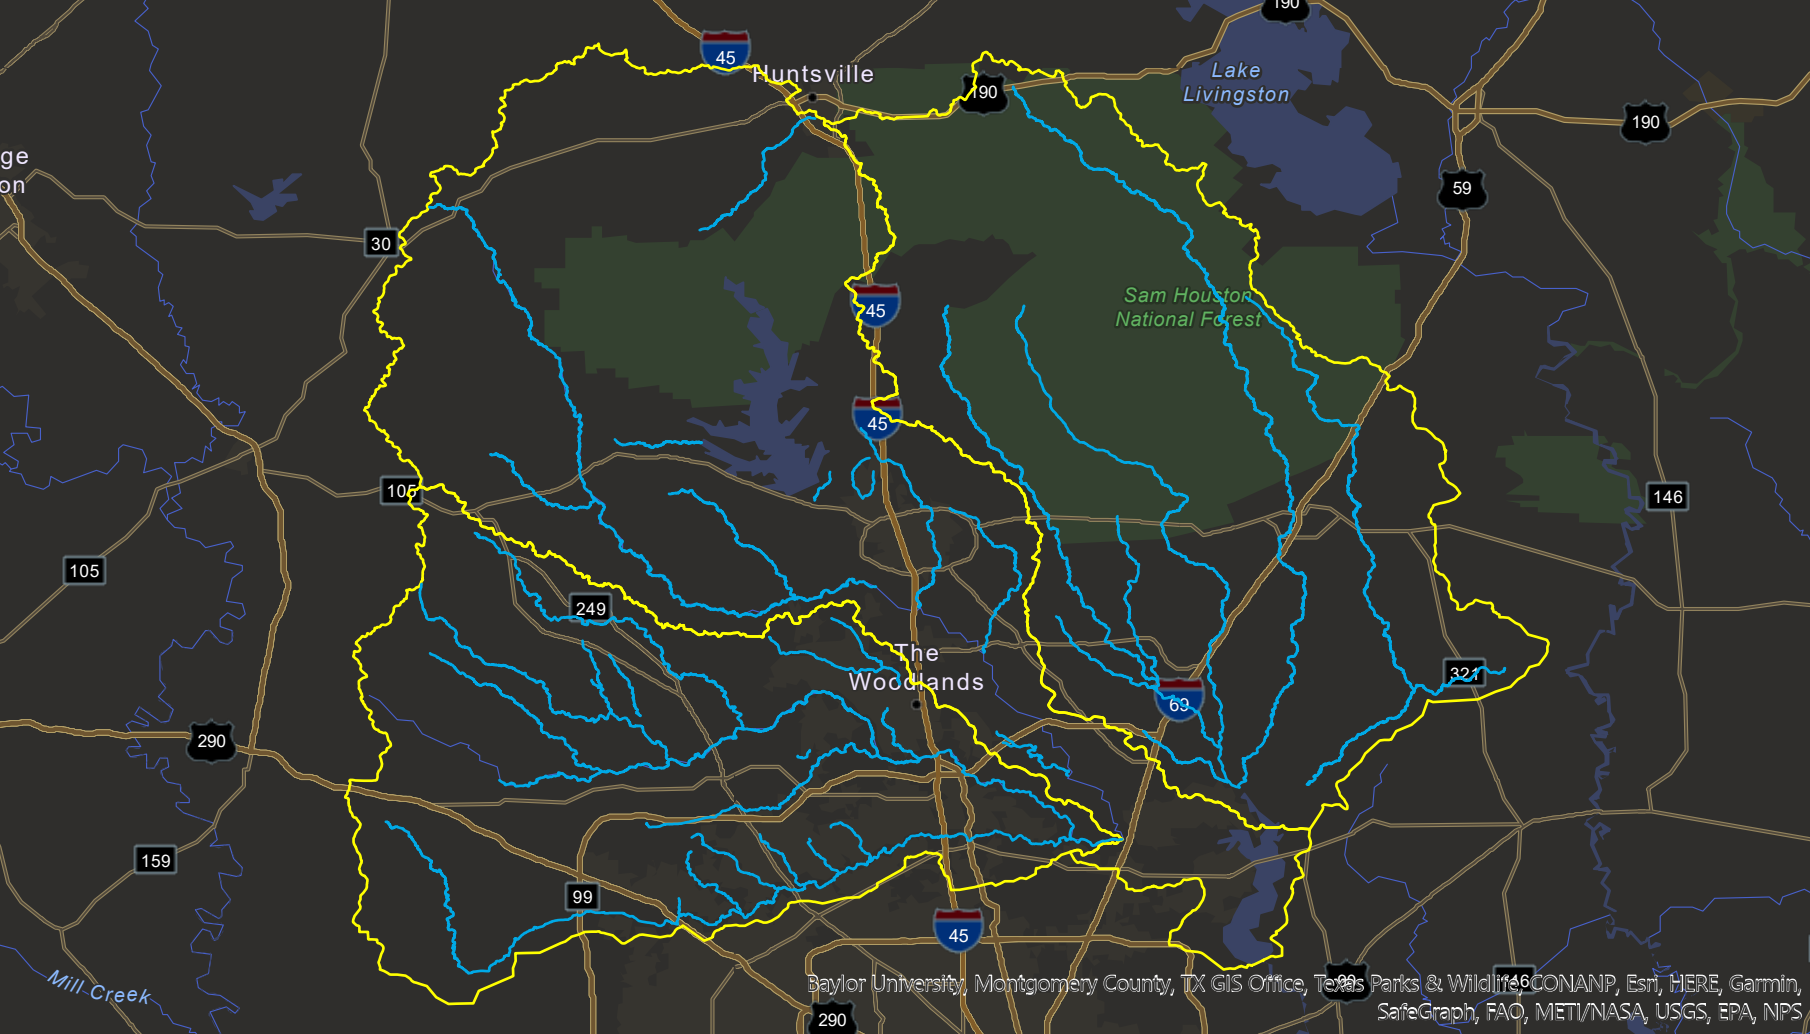 190
45
Huntsville
Lake
Livingston
190
190
ge
on
59
30
Sam Houston
National Forest
45
45
105
146
105
249
The
Woodlands
321
69
290
159
99
45
Mill Creek
Baylor University, Montgomery County, TX GIS Office, Texas Parks & Wildlife, CONANP, Esri, HERE, Garmin,
SafeGraph, FAO, METI/NASA, USGS, EPA, NPS
290